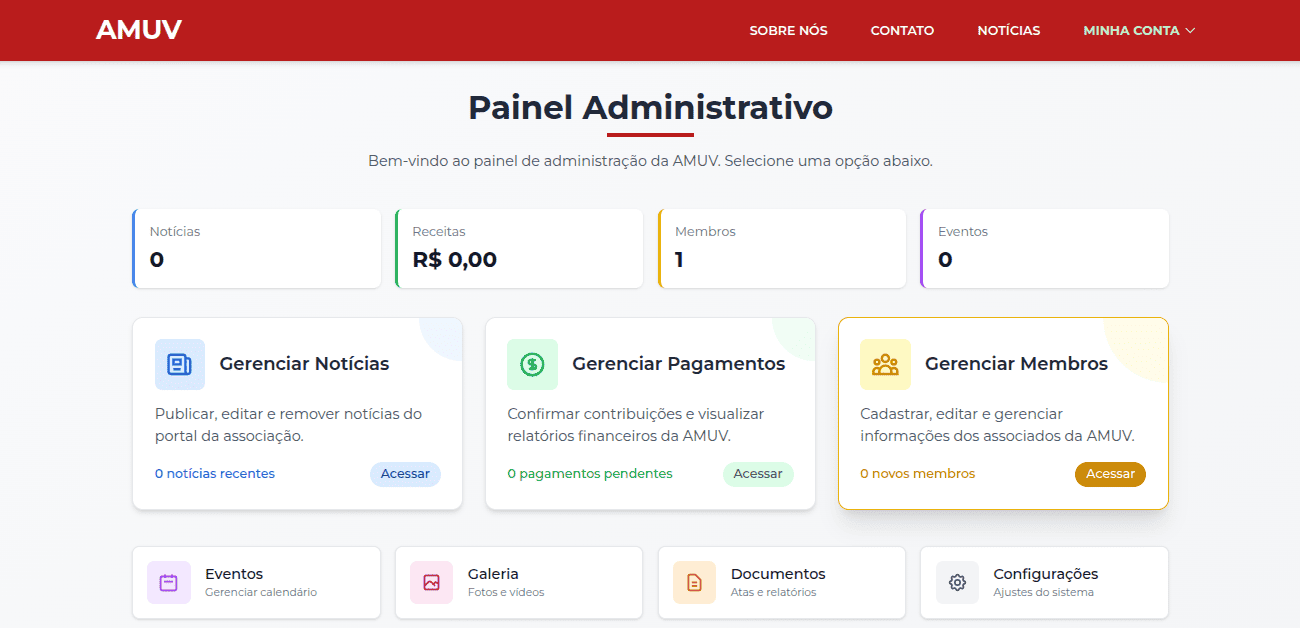 AMUV
SOBRE NÓS
CONTATO
NOTÍCIAS
MINHA CONTA
Painel Administrativo
Bem-vindo ao painel de administração da AMUV. Selecione uma opção abaixo.
Notícias
0
Receitas
R$ 0,00
Membros
1
Eventos
0
Gerenciar Notícias
Publicar, editar e remover notícias do
portal da associação.
0 notícias recentes
Acessar
Gerenciar Pagamentos
Confirmar contribuições e visualizar
relatórios financeiros da AMUV.
0 pagamentos pendentes
Acessar
Gerenciar Membros
Cadastrar, editar e gerenciar
informações dos associados da AMUV.
0 novos membros
Acessar
Eventos
Gerenciar calendário
Galeria
Fotos e vídeos
Documentos
Atas e relatórios
Configurações
Ajustes do sistema